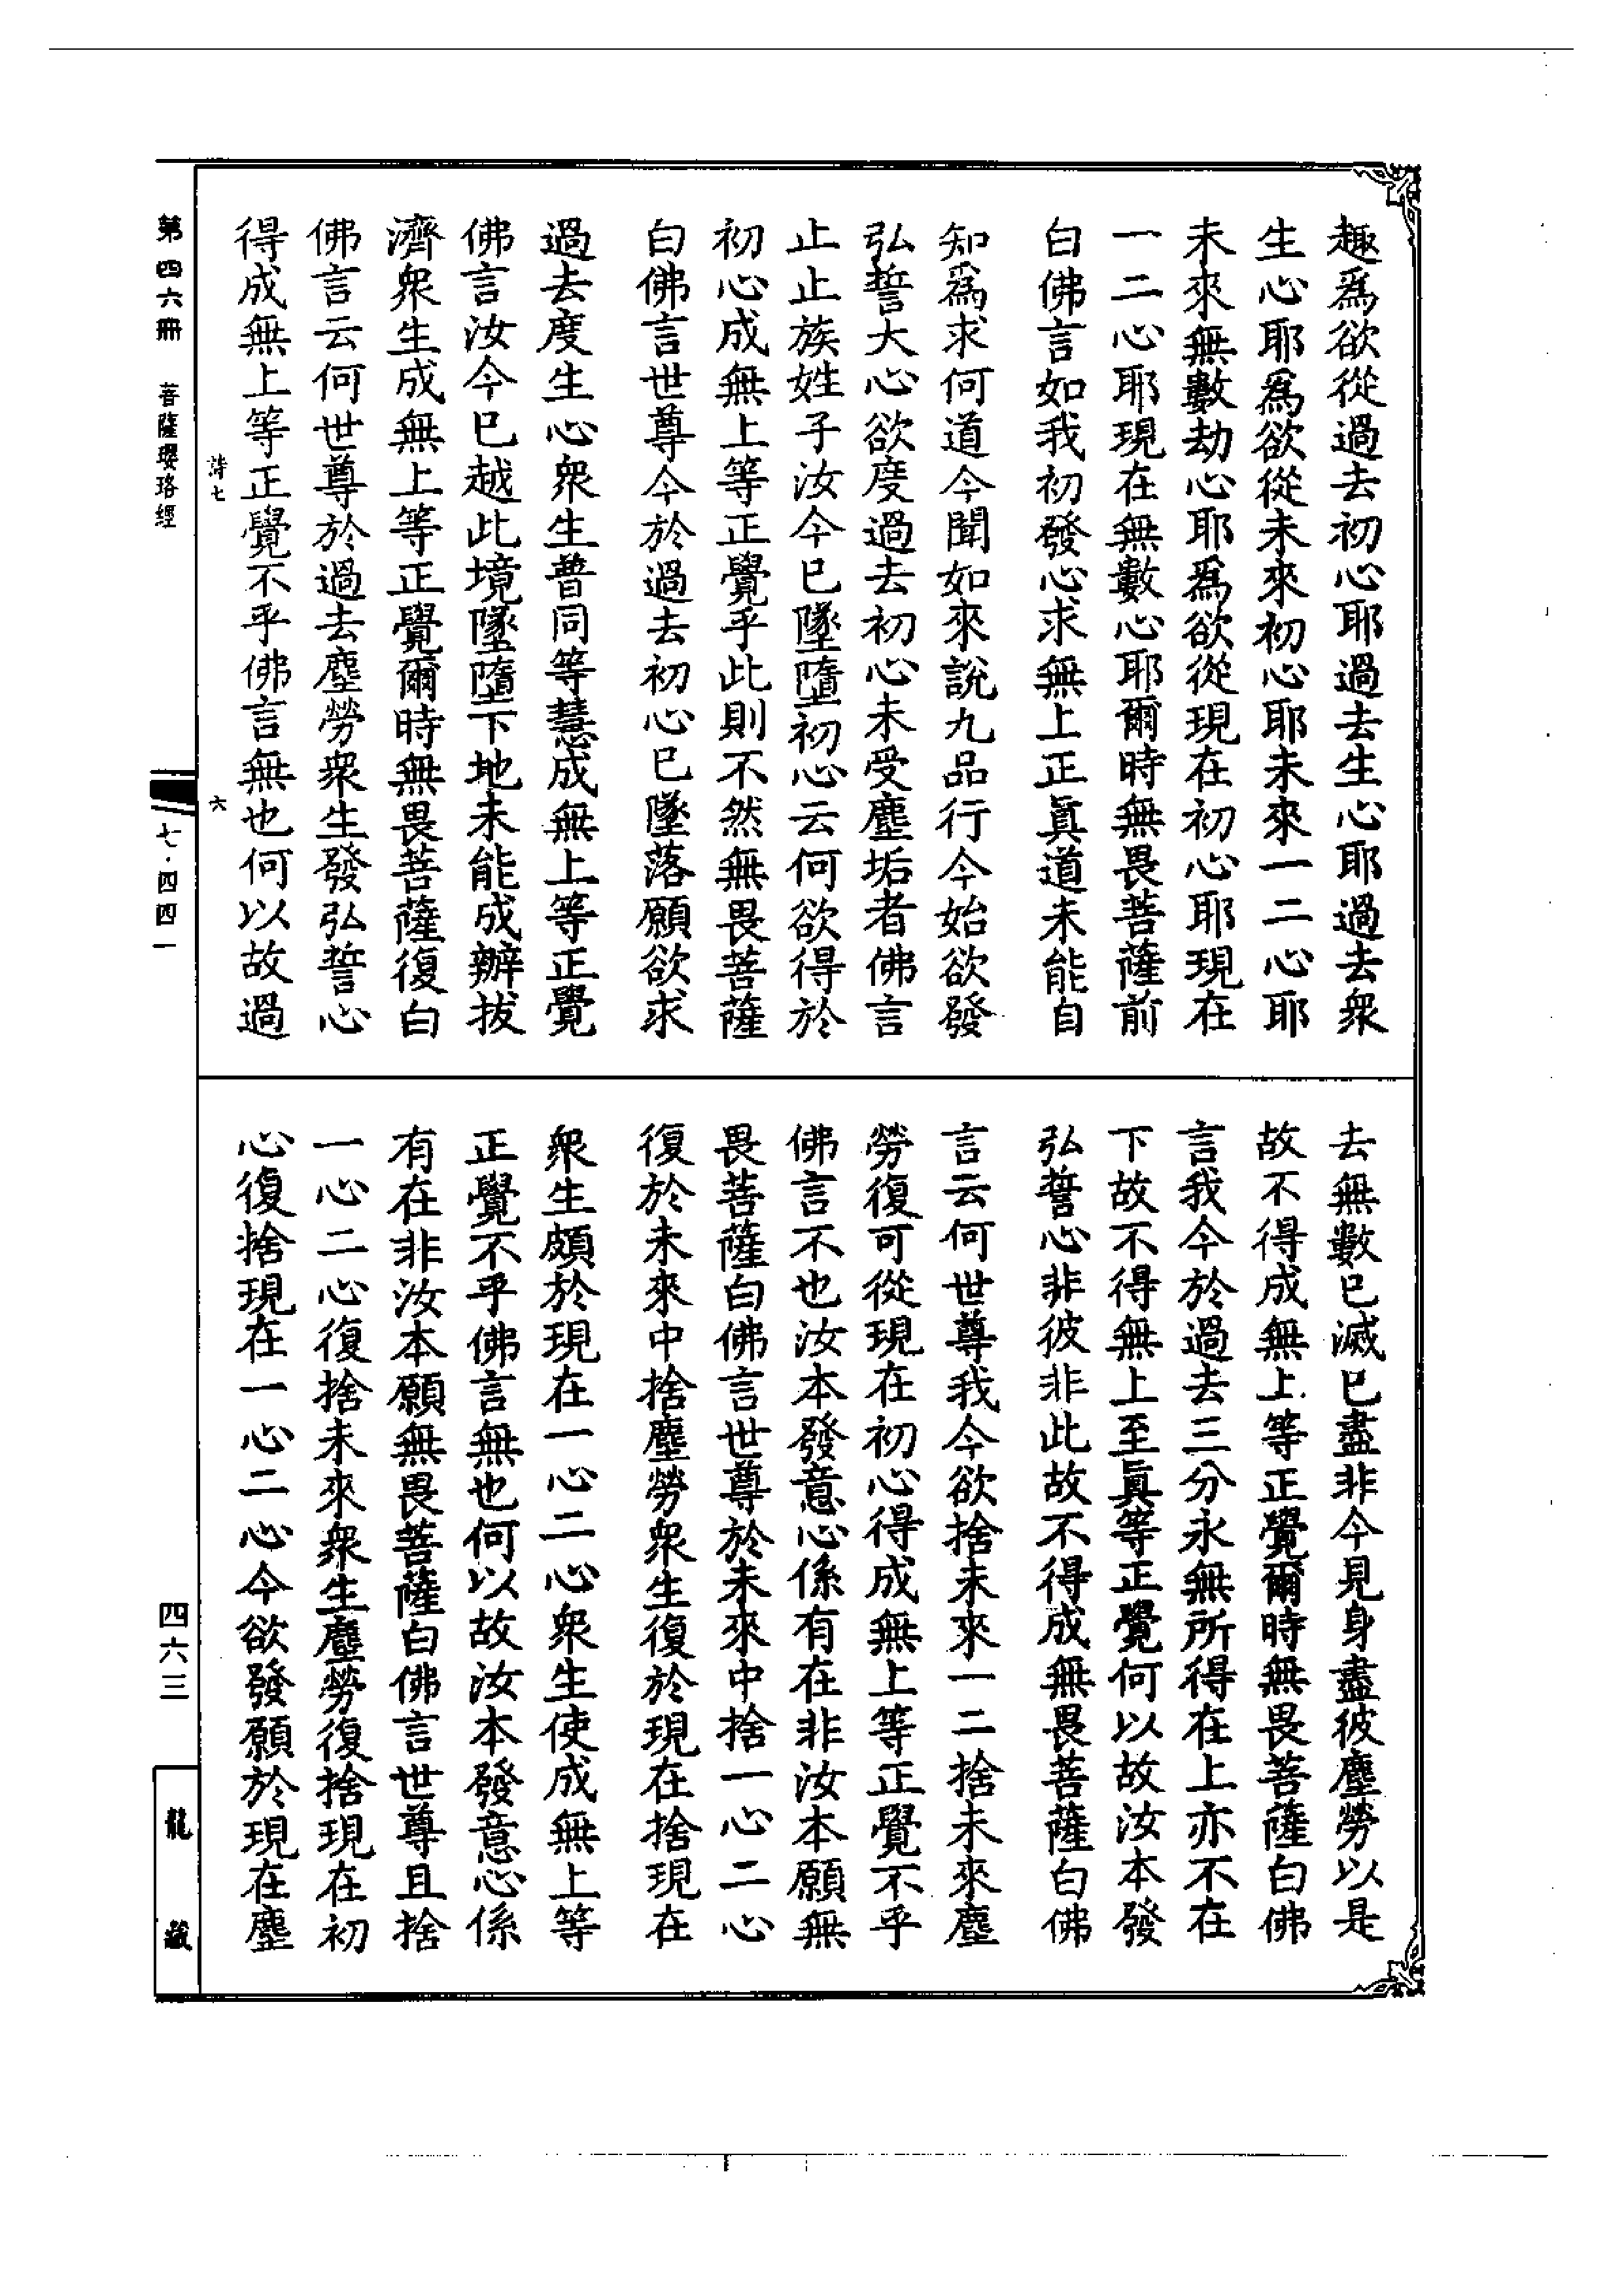 趣爲欲從過去初心耶過去生心耶過去衆
生心耶爲欲從未來初心耶未來一二心耶
未來無數劫心耶爲欲從現在初心耶現在
一二心耶現在無數心耶爾時無畏菩薩前
白佛言如我初發心求無上正眞道未能自
知爲求何道今聞如來說九品行今始欲發
弘誓大心欲度過去初心未受塵垢者佛言
止止族姓子汝今已墜墮初心云何欲得於
初心成無上等正覺乎此則不然無畏菩薩
白佛言世尊今於過去初心已墜落願欲求
過去度生心衆生普同等慧成無上等正覺
佛言汝今已越此境墜墮下地未能成辦拔
濟衆生成無上等正覺爾時無畏菩薩復白
佛言云何世尊於過去塵勞衆生發弘誓心
得成無上等正覺不乎佛言無也何以故過
去無數已滅已盡非今見身盡彼塵勞以是
故不得成無上等正覺爾時無畏菩薩白佛
言我今於過去三分永無所得在上亦不在
下故不得無上至眞等正覺何以故汝本發
弘誓心非彼非此故不得成無畏菩薩白佛
言云何世尊我今欲捨未來一二捨未來塵
勞復可從現在初心得成無上等正覺不乎
佛言不也汝本發意心係有在非汝本願無
畏菩薩白佛言世尊於未來中捨一心二心
復於未來中捨塵勞衆生復於現在捨現在
衆生頗於現在一心二心衆生使成無上等
正覺不乎佛言無也何以故汝本發意心係
有在非汝本願無畏菩薩白佛言世尊且捨
一心二心復捨未來衆生塵勞復捨現在初
心復捨現在一心二心今欲發願於現在塵
詩七
六
第四六冊 菩薩瓔珞經
七·四四一
四六三
龍藏